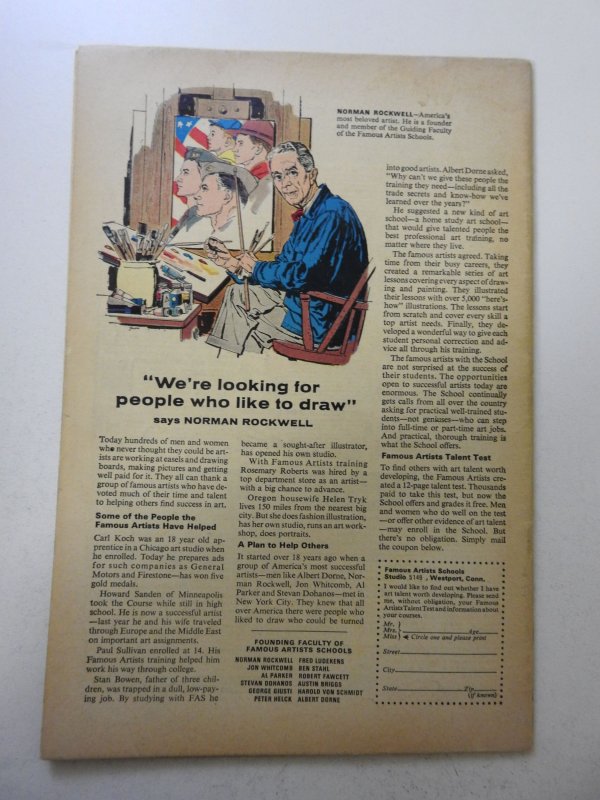 NORMAN ROCKWELL—America's
most beloved artist. He is a founder
and member of the Guiding Faculty
of the Famous Artists Schools.
"We're looking for
people who like to draw"
says NORMAN ROCKWELL
Today hundreds of men and women
who never thought they could be art-
ists are working at easels and drawing
boards, making pictures and getting
well paid for it. They all can thank a
group of famous artists who have de-
voted much of their time and talent
to helping others find success in art.
Some of the People the
Famous Artists Have Helped
Carl Koch was an 18 year old ap-
prentice in a Chicago art studio when
he enrolled. Today he prepares ads
for such companies as General
Motors and Firestone—has won five
gold medals.
Howard Sanden of Minneapolis
took the Course while still in high
school. He is now a successful artist
—last year he and his wife traveled
through Europe and the Middle East
on important art assignments.
Paul Sullivan enrolled at 14. His
Famous Artists training helped him
work his way through college.
Stan Bowen, father of three chil-
dren, was trapped in a dull, low-pay-
ing job. By studying with FAS he
became a sought-after illustrator,
has opened his own studio.
With Famous Artists training
Rosemary Roberts was hired by a
top department store as an artist—
with a big chance to advance.
Oregon housewife Helen Tryk
lives 150 miles from the nearest big
city. But she does fashion illustration,
has her own studio, runs an art work-
shop, does portraits.
A Plan to Help Others
It started over 18 years ago when a
group of America's most successful
artists—men like Albert Dorne, Nor-
man Rockwell, Jon Whitcomb, Al
Parker and Stevan Dohanos—met in
New York City. They knew that all
over America there were people who
liked to draw who could be turned
FOUNDING FACULTY OF
FAMOUS ARTISTS SCHOOLS
NORMAN ROCKWELL FRED LUDEKENS
JON WHITCOMB BEN STAHL
AL PARKER ROBERT FAWCETT
STEVAN DOHANOS AUSTIN BRIGGS
GEORGE GIUSTI HAROLD VON SCHMIDT
PETER HELCK ALBERT DORNE
into good artists. Albert Dorne asked,
"Why can't we give these people the
training they need—including all the
trade secrets and know-how we've
learned over the years?"
He suggested a new kind of art
school—a home study art school—
that would give talented people the
best professional art training, no
matter where they live.
The famous artists agreed. Taking
time from their busy careers, they
created a remarkable series of art
lessons covering every aspect of draw-
ing and painting. They illustrated
their lessons with over 5,000 "here's-
how" illustrations. The lessons start
from scratch and cover every skill a
top artist needs. Finally, they de-
veloped a wonderful way to give each
student personal correction and ad-
vice all through his training.
The famous artists with the School
are not surprised at the success of
their students. The opportunities
open to successful artists today are
enormous. The School continually
gets calls from all over the country
asking for practical well-trained stu-
dents—not geniuses—who can step
into full-time or part-time art jobs.
And practical, thorough training is
what the School offers.
Famous Artists Talent Test
To find others with art talent worth
developing, the Famous Artists cre-
ated a 12-page talent test. Thousands
paid to take this test, but now the
School offers and grades it free. Men
and women who do well on the test
—or offer other evidence of art talent
—may enroll in the School. But
there's no obligation. Simply mail
the coupon below.
Famous Artists Schools
Studio 5149, Westport, Conn.
I would like to find out whether I have
art talent worth developing. Please send
me, without obligation, your Famous
Artists Talent Test and information about
your courses.
Mr.
Mrs. Age
Miss Circle one and please print
Street
City
State Zip
(if known)